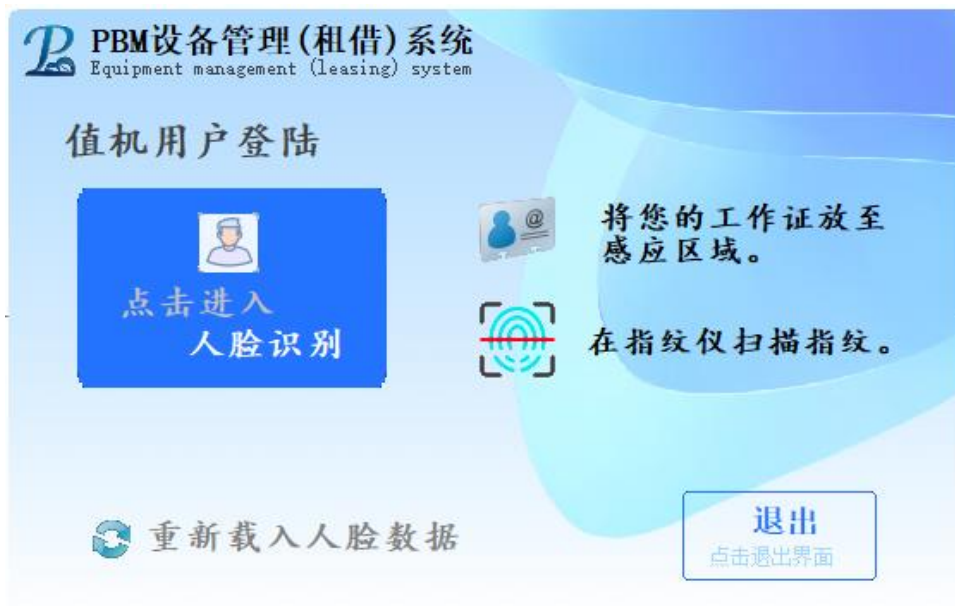 PBM设备管理(租借)系统
Equipment management (leasing) system
值机用户登陆
点击进入
人脸识别
将您的工作证放至
感应区域。
在指纹仪扫描指纹。
重新载入人脸数据
退出
点击退出界面